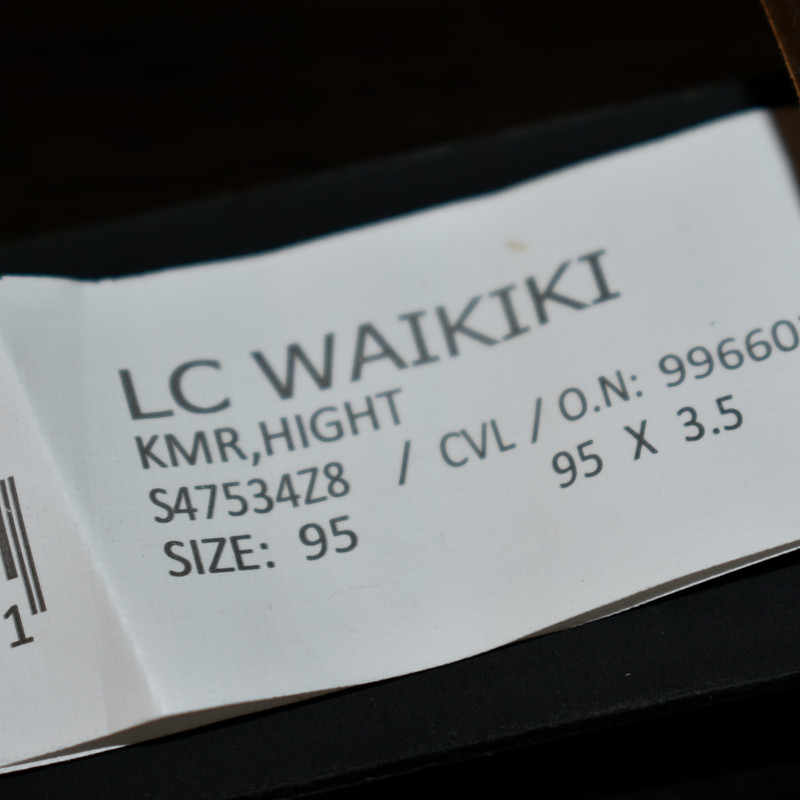 LC WAIKIKI
KMR,HIGHT
S47534Z8 / CVL / O.N: 99660
SIZE: 95 95 X 3.5
1